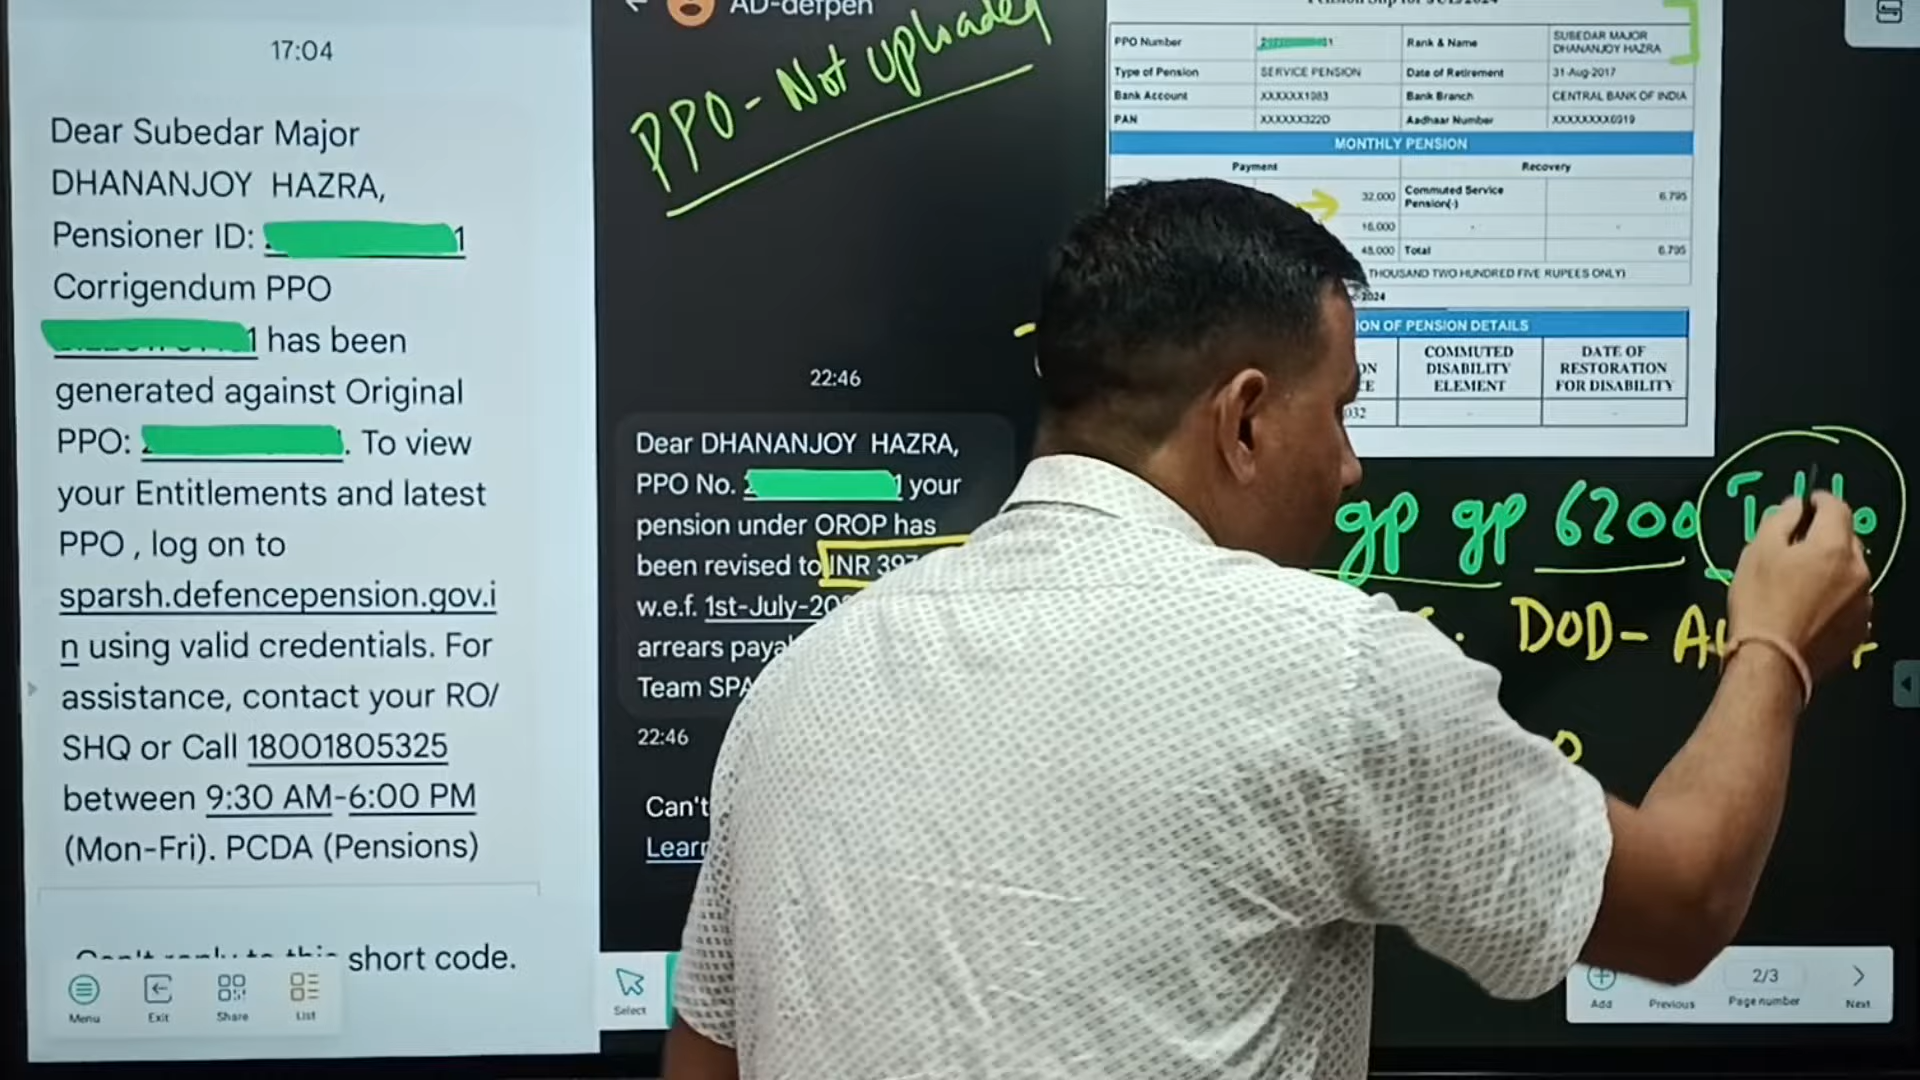 17:04
Dear Subedar Major
DHANANJOY HAZRA,
Pensioner ID: 1
Corrigendum PPO
1 has been
generated against Original
PPO: . To view
your Entitlements and latest
PPO , log on to
sparsh.defencepension.gov.i
n using valid credentials. For
assistance, contact your RO/
SHQ or Call 18001805325
between 9:30 AM-6:00 PM
(Mon-Fri). PCDA (Pensions)
short code.
Menu Exit Share List
AD-defpen
PPO - Not uploaded
22:46
Dear DHANANJOY HAZRA,
PPO No. 1 your
pension under OROP has
been revised to INR
w.e.f. 1st-July-20
arrears
Team
22:46
Can't
Select
PPO Number 1 Rank & Name SUBEDAR MAJOR DHANANJOY HAZRA
Type of Pension SERVICE PENSION Date of Retirement 31-Aug-2017
Bank Account XXXXXX1083 Bank Branch CENTRAL BANK OF INDIA
PAN XXXXXX322D Aadhaar Number XXXXXXXX0919
MONTHLY PENSION
Payment Recovery
32,000 Commuted Service Pension(-) 6,795
16,000 - -
48,000 Total 6,795
THOUSAND TWO HUNDRED FIVE RUPEES ONLY)
2024
OF PENSION DETAILS
COMMUTED DISABILITY ELEMENT
DATE OF RESTORATION FOR DISABILITY
gp gp 6200
DOD-
Add Previous 2/3 Page number Next